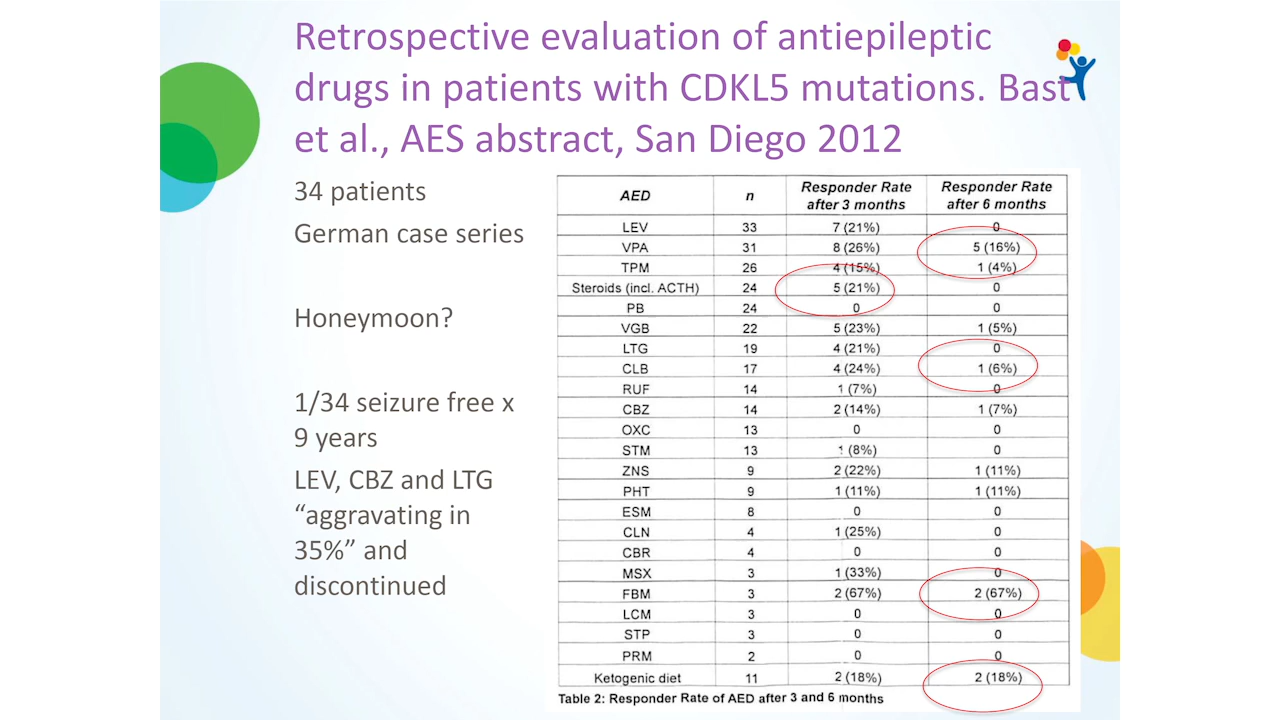 Retrospective evaluation of antiepileptic
drugs in patients with CDKL5 mutations. Bast
et al., AES abstract, San Diego 2012
34 patients
German case series
Honeymoon?
1/34 seizure free x
9 years
LEV, CBZ and LTG
“aggravating in
35%” and
discontinued
AED n Responder Rate after 3 months Responder Rate after 6 months
LEV 33 7 (21%) 0
VPA 31 8 (26%) 5 (16%)
TPM 26 4 (15%) 1 (4%)
Steroids (incl. ACTH) 24 5 (21%) 0
PB 24 0 0
VGB 22 5 (23%) 1 (5%)
LTG 19 4 (21%) 0
CLB 17 4 (24%) 1 (6%)
RUF 14 1 (7%) 0
CBZ 14 2 (14%) 1 (7%)
OXC 13 0 0
STM 13 1 (8%) 0
ZNS 9 2 (22%) 1 (11%)
PHT 9 1 (11%) 1 (11%)
ESM 8 0 0
CLN 4 1 (25%) 0
CBR 4 0 0
MSX 3 1 (33%) 0
FBM 3 2 (67%) 2 (67%)
LCM 3 0 0
STP 3 0 0
PRM 2 0 0
Ketogenic diet 11 2 (18%) 2 (18%)
Table 2: Responder Rate of AED after 3 and 6 months